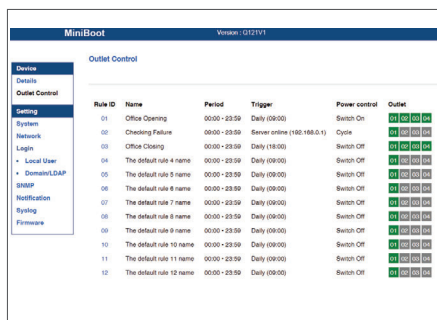 MiniBoot Version : Q121V1
Outlet Control
Device
Details
Outlet Control
Setting
System
Network
Login
• Local User
• Domain/LDAP
SNMP
Notification
Syslog
Firmware
Rule ID Name Period Trigger Power control Outlet
01 Office Opening 00:00 - 23:59 Daily (09:00) Switch On 01 02 03 04
02 Checking Failure 09:00 - 23:59 Server online (192.168.0.1) Cycle 01 02 03 04
03 Office Closing 00:00 - 23:59 Daily (18:00) Switch Off 01 02 03 04
04 The default rule 4 name 00:00 - 23:59 Daily (09:00) Switch Off 01 02 03 04
05 The default rule 5 name 00:00 - 23:59 Daily (09:00) Switch Off 01 02 03 04
06 The default rule 6 name 00:00 - 23:59 Daily (09:00) Switch Off 01 02 03 04
07 The default rule 7 name 00:00 - 23:59 Daily (09:00) Switch Off 01 02 03 04
08 The default rule 8 name 00:00 - 23:59 Daily (09:00) Switch Off 01 02 03 04
09 The default rule 9 name 00:00 - 23:59 Daily (09:00) Switch Off 01 02 03 04
10 The default rule 10 name 00:00 - 23:59 Daily (09:00) Switch Off 01 02 03 04
11 The default rule 11 name 00:00 - 23:59 Daily (09:00) Switch Off 01 02 03 04
12 The default rule 12 name 00:00 - 23:59 Daily (09:00) Switch Off 01 02 03 04